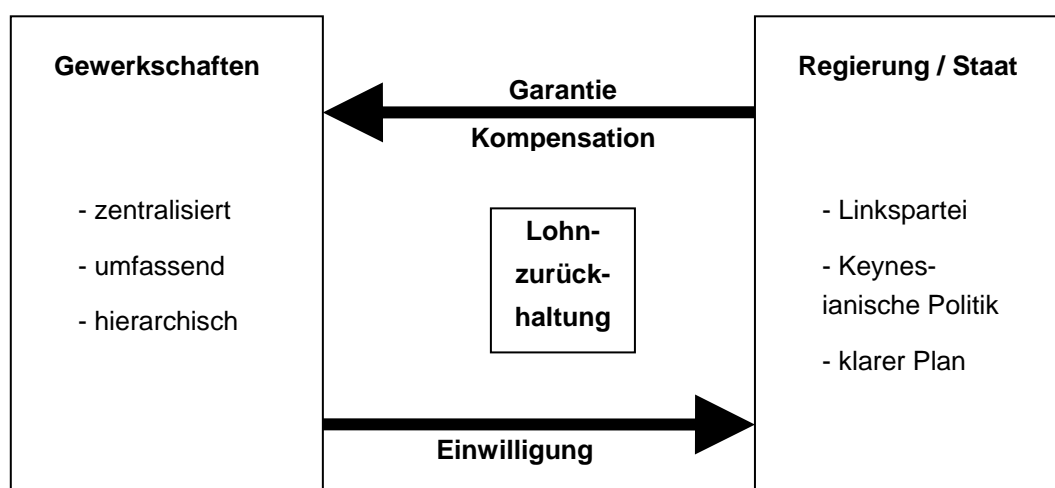 Gewerkschaften
- zentralisiert
- umfassend
- hierarchisch
Garantie
Kompensation
Lohn-
zurück-
haltung
Einwilligung
Regierung / Staat
- Linkspartei
- Keynes-
ianische Politik
- klarer Plan